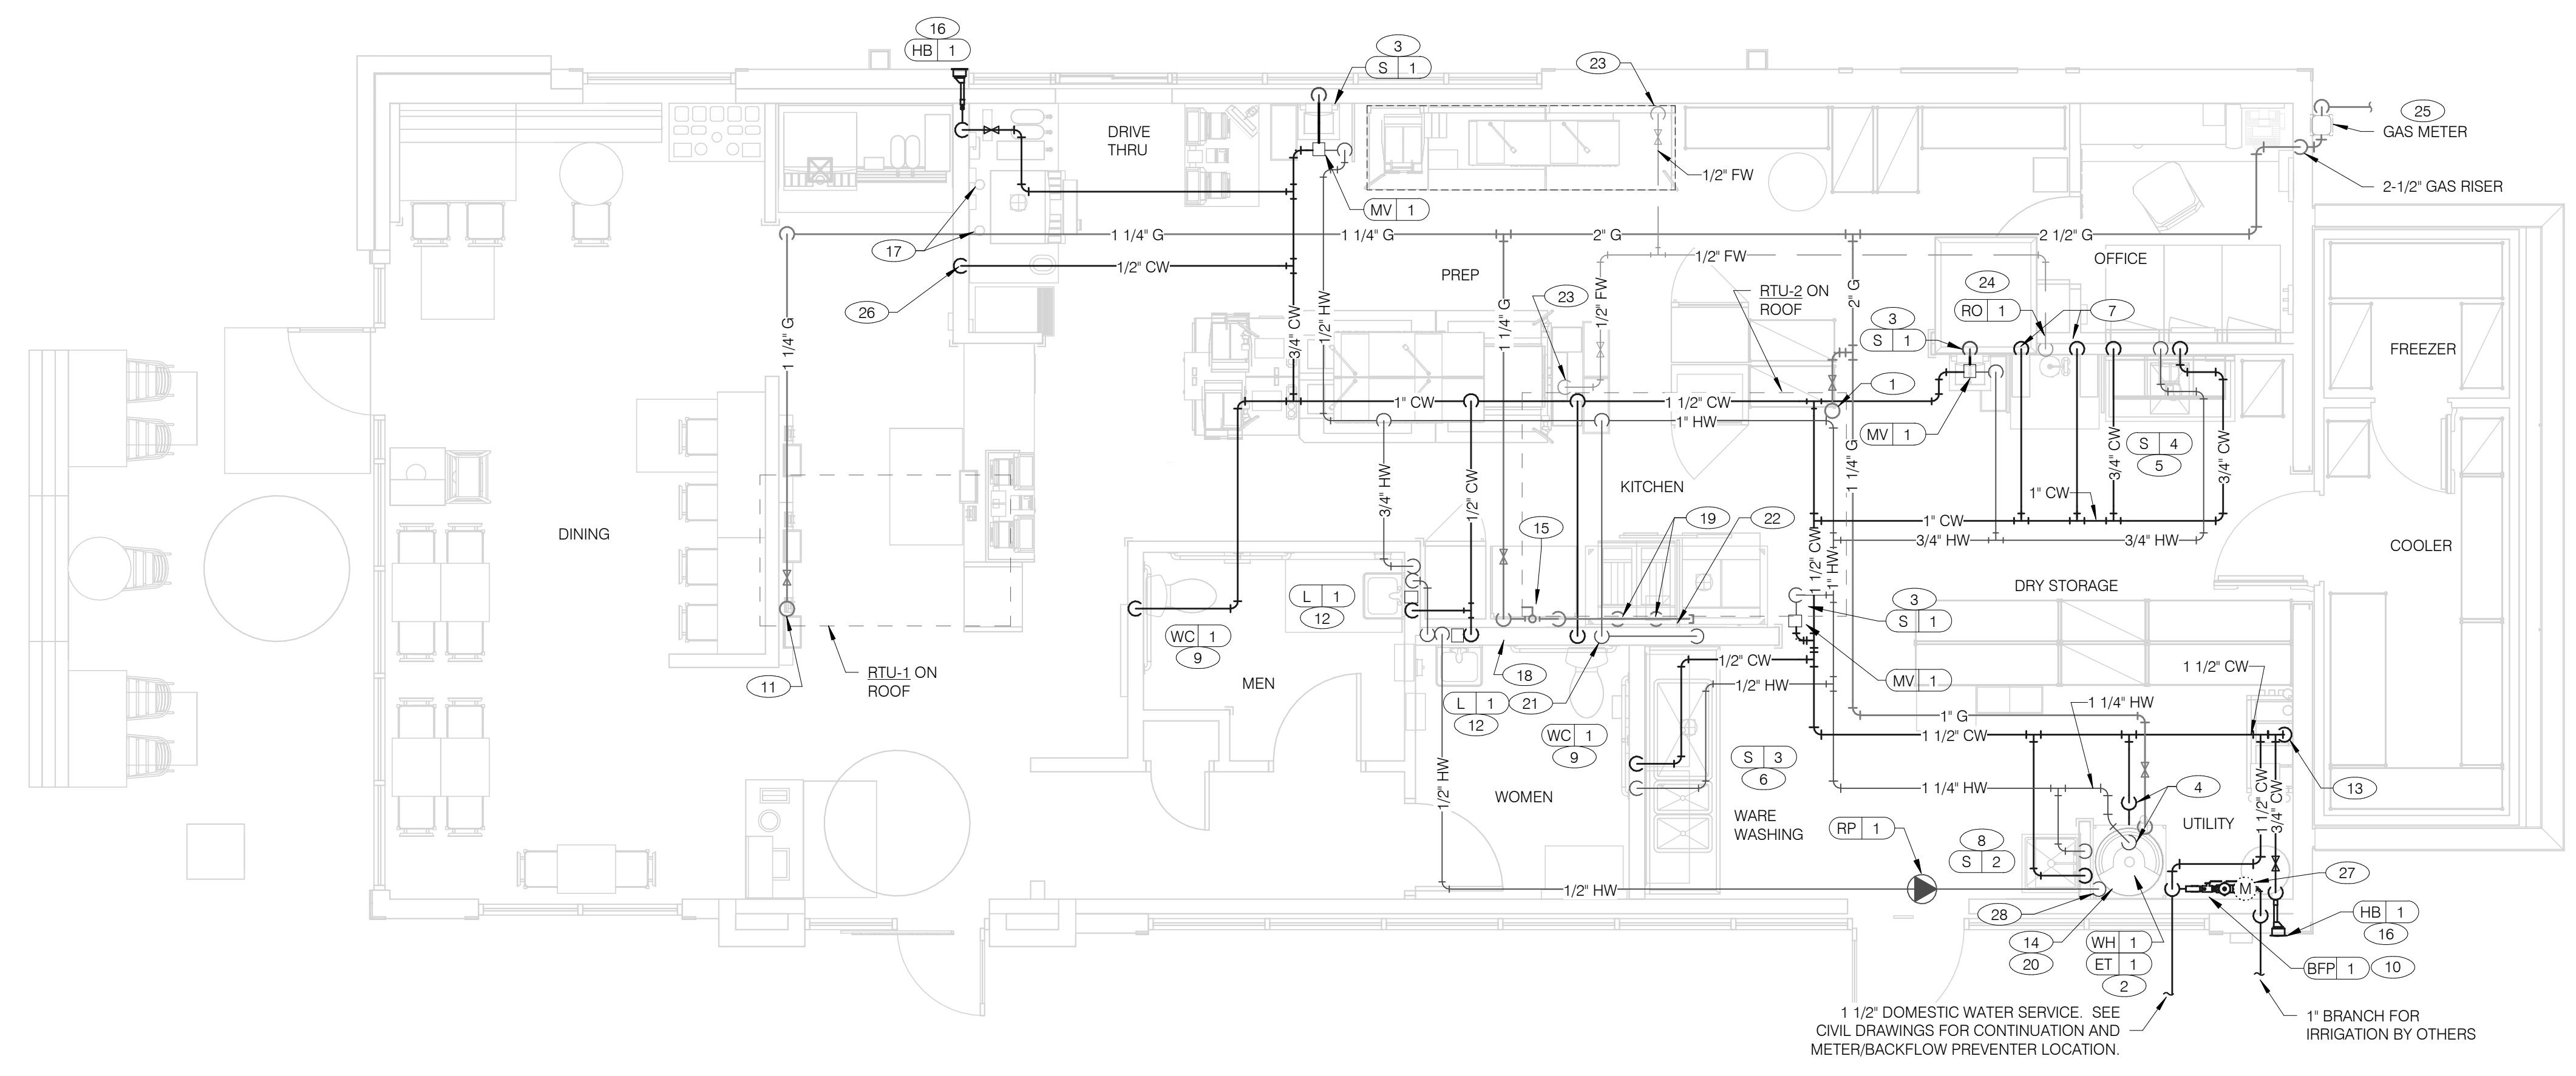 16
HB 1
3
S 1
23
25
GAS METER
DRIVE
THRU
1/2" FW
2-1/2" GAS RISER
MV 1
17
1 1/4" G
1 1/4" G
2" G
2 1/2" G
1/2" CW
PREP
1/2" FW
OFFICE
26
RTU-2 ON
ROOF
24
RO 1
7
23
3
S 1
1 1/4" G
3/4" CW
1/2" HW
1 1/4" G
1/2" FW
2" G
FREEZER
1
1" CW
1 1/2" CW
1" HW
MV 1
S 4
5
3/4" CW
3/4" CW
1 1/4" G
3/4" HW
1/2" CW
KITCHEN
1" CW
DINING
15
19
22
1" CW
3/4" HW
3/4" HW
COOLER
1 1/2" CW
1" HW
DRY STORAGE
L 1
12
3
S 1
WC 1
9
RTU-1 ON
ROOF
11
MEN
18
1/2" CW
1/2" HW
MV 1
1 1/2" CW
L 1
21
12
1 1/4" HW
1" G
WC 1
9
1 1/2" CW
S 3
6
1/2" HW
WOMEN
1 1/4" HW
4
13
1 1/2" CW
3/4" CW
WARE
WASHING
RP 1
UTILITY
8
S 2
1/2" HW
M
27
28
HB 1
16
14
20
WH 1
ET 1
2
BFP 1
10
1 1/2" DOMESTIC WATER SERVICE. SEE
CIVIL DRAWINGS FOR CONTINUATION AND
METER/BACKFLOW PREVENTER LOCATION.
1" BRANCH FOR
IRRIGATION BY OTHERS